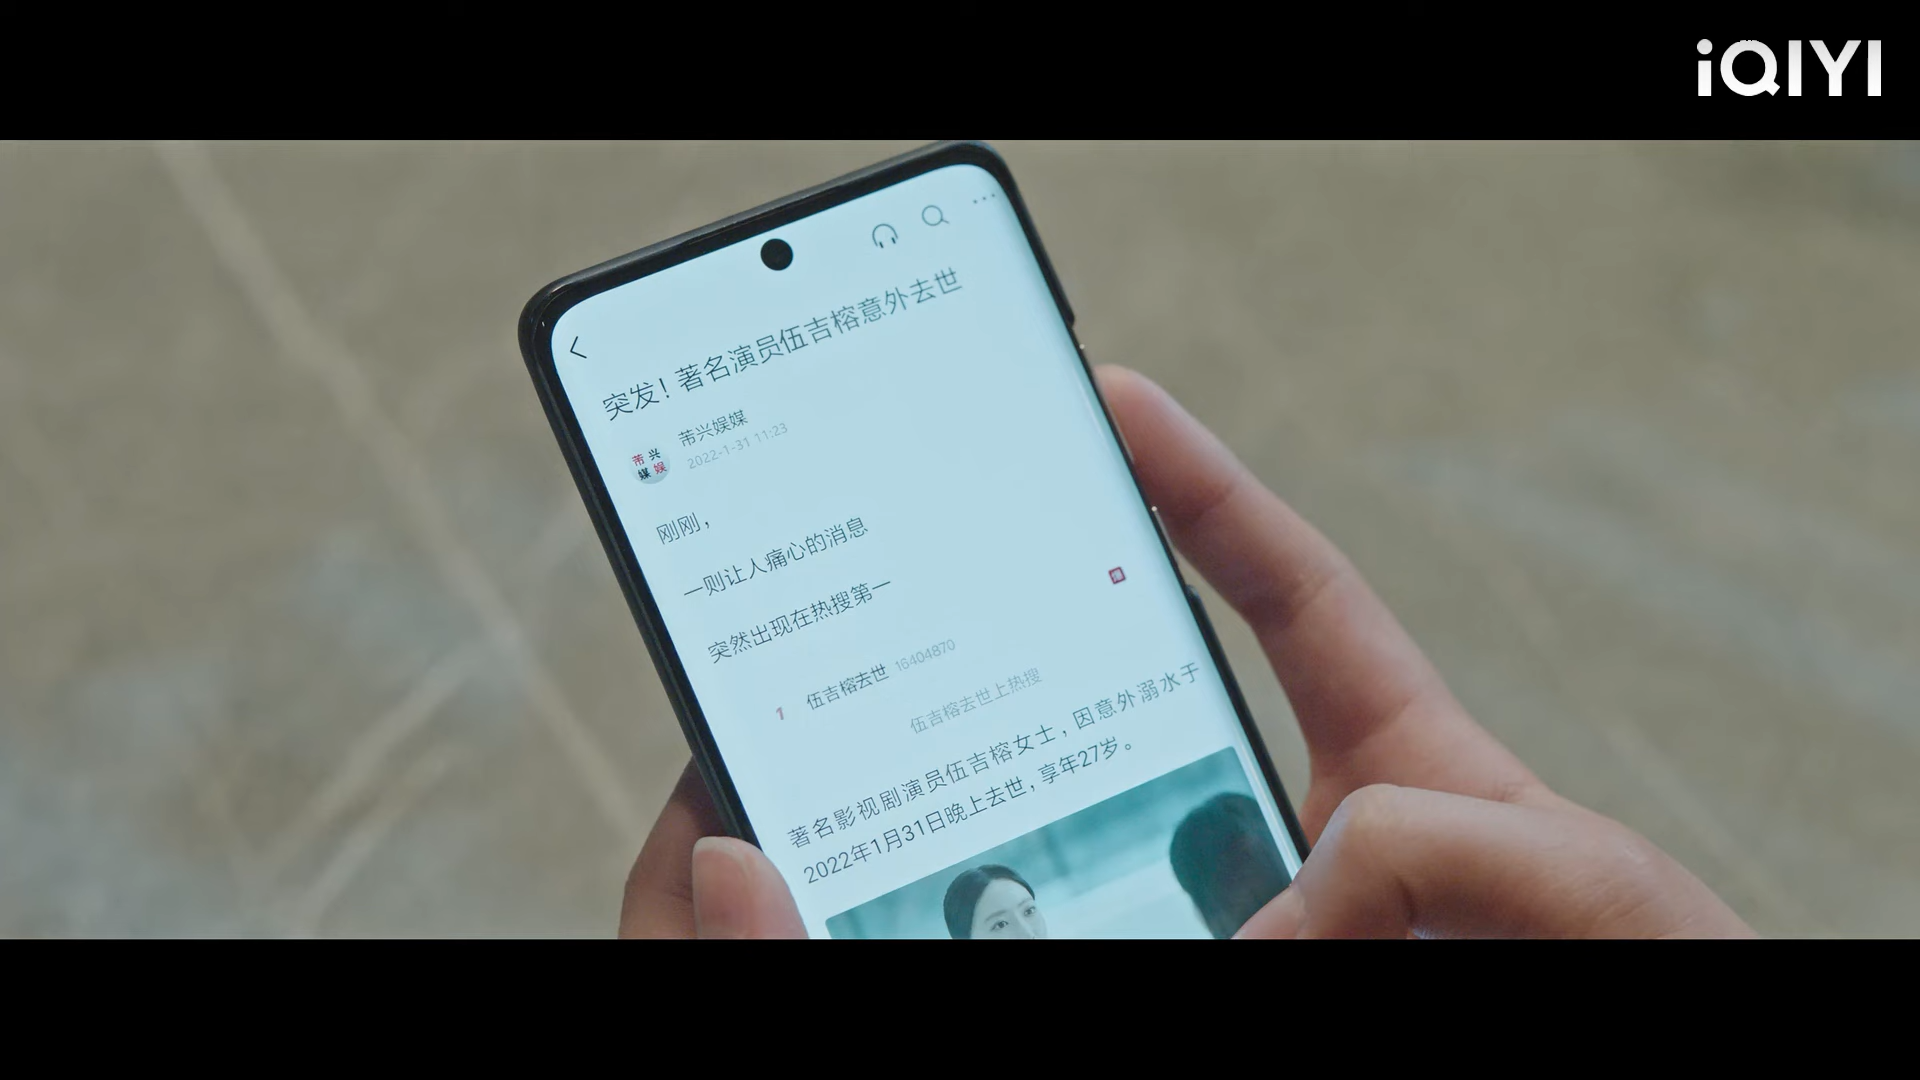 iQIYI
突发！著名演员伍吉榕意外去世
芾兴娱媒
2022-1-31 11:23
芾兴
媒娱
刚刚，
一则让人痛心的消息
突然出现在热搜第一
1 伍吉榕去世 16404870
伍吉榕去世上热搜
著名影视剧演员伍吉榕女士，因意外溺水于
2022年1月31日晚上去世，享年27岁。